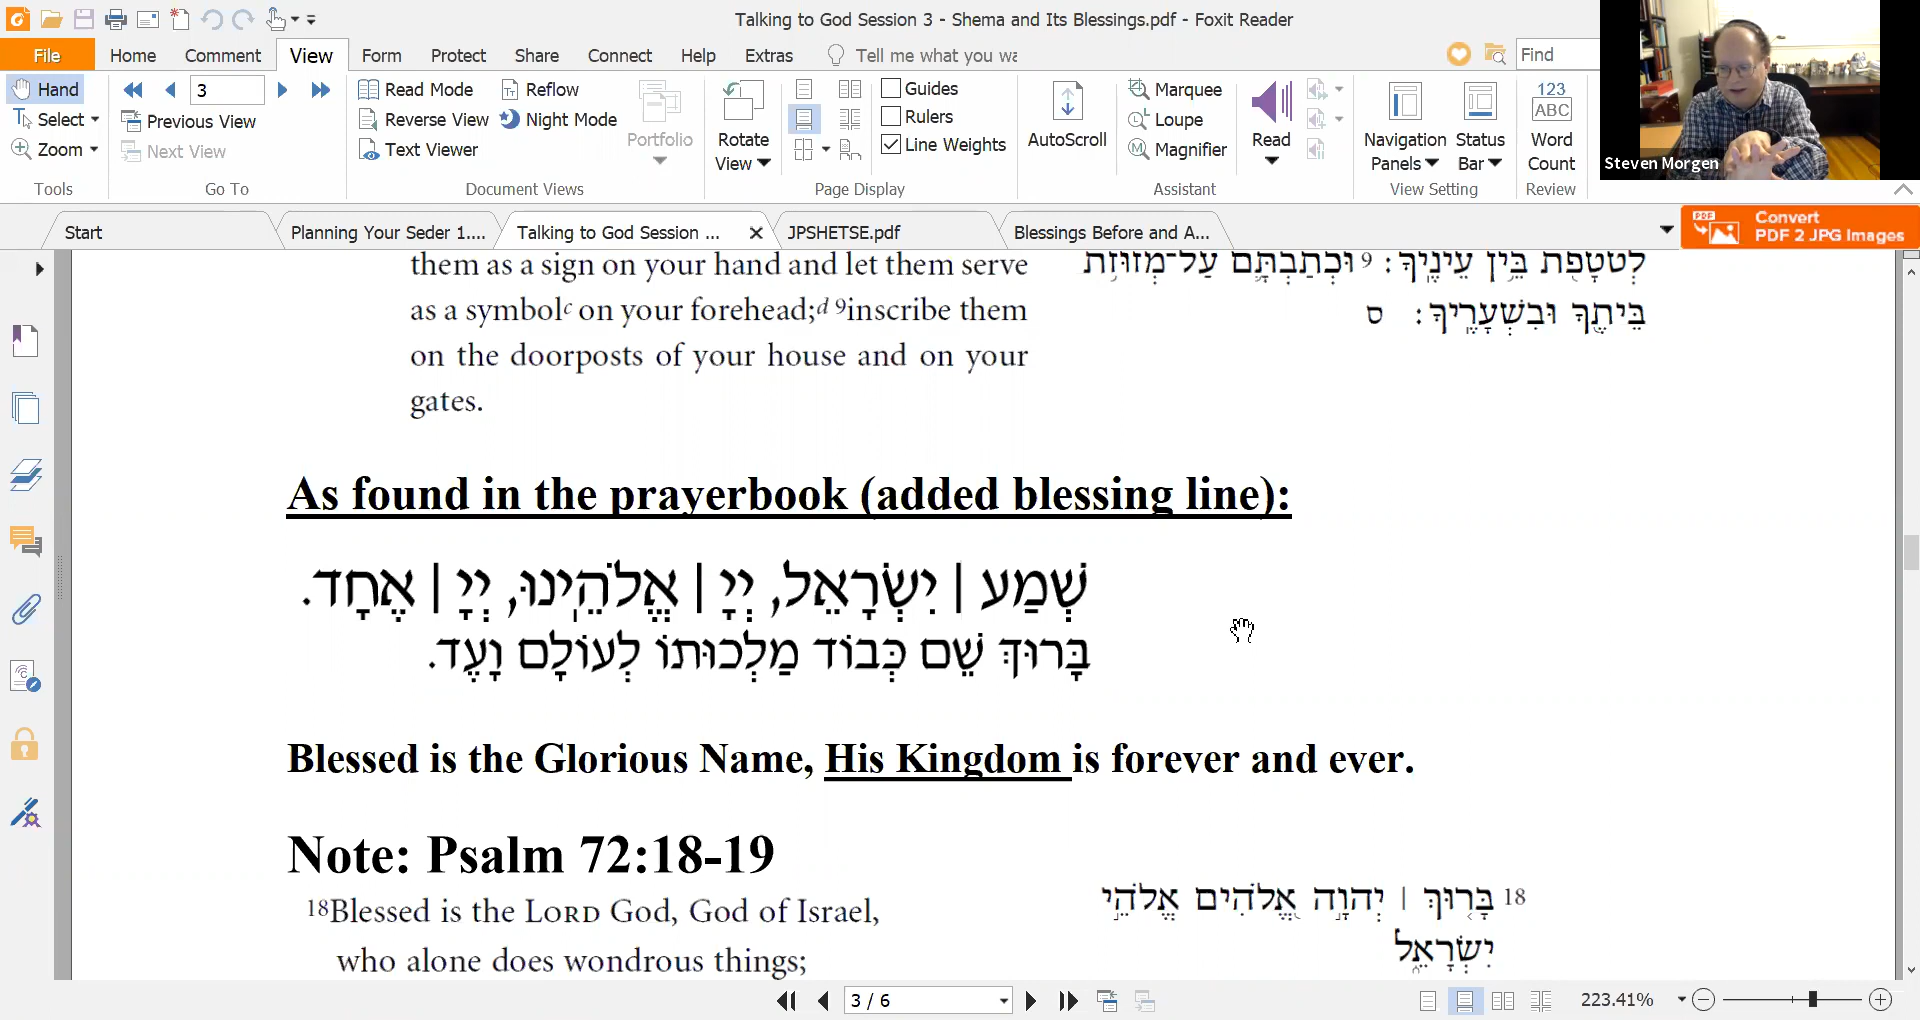 Talking to God Session 3 - Shema and Its Blessings.pdf - Foxit Reader
File Home Comment View Form Protect Share Connect Help Extras Tell me what you wa Find
Hand 3 Read Mode Reflow Guides Marquee 123
Select Previous View Reverse View Night Mode Rulers Loupe ABC
Zoom Next View Text Viewer Portfolio Rotate View Line Weights AutoScroll Magnifier Read Navigation Panels Status Bar Word Count
Tools Go To Document Views Page Display Assistant View Setting Review
Steven Morgen
Start Planning Your Seder 1.... Talking to God Session ... JPSHETSE.pdf Blessings Before and A...
PDF Convert
PDF 2 JPG Images
them as a sign on your hand and let them serve
as a symbolc on your forehead;d 9inscribe them
on the doorposts of your house and on your
gates.
לְטֹטָפֹת בֵּין עֵינֶיךָ׃ 9 וּכְתַבְתָּם עַל־מְזוּזֹת
בֵּיתֶךָ וּבִשְׁעָרֶיךָ׃ ס
As found in the prayerbook (added blessing line):
שְׁמַע | יִשְׂרָאֵל, יְיָ | אֱלֹהֵינוּ, יְיָ | אֶחָד.
בָּרוּךְ שֵׁם כְּבוֹד מַלְכוּתוֹ לְעוֹלָם וָעֶד.
Blessed is the Glorious Name, His Kingdom is forever and ever.
Note: Psalm 72:18-19
18Blessed is the LORD God, God of Israel,
who alone does wondrous things;
18 בָּרוּךְ | יְהוָה אֱלֹהִים אֱלֹהֵי
יִשְׂרָאֵל
3 / 6 223.41%